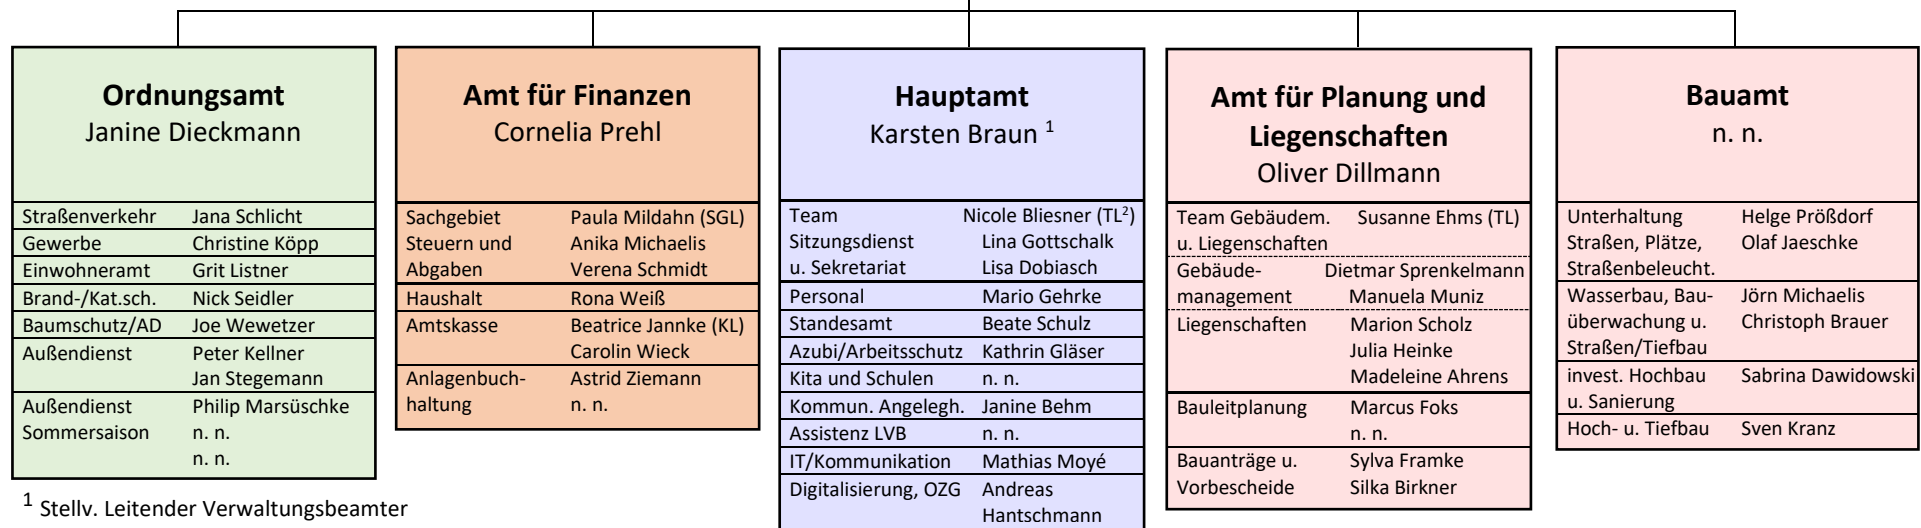 Ordnungsamt
Janine Dieckmann
Straßenverkehr Jana Schlicht
Gewerbe Christine Köpp
Einwohneramt Grit Listner
Brand-/Kat.sch. Nick Seidler
Baumschutz/AD Joe Wewetzer
Außendienst Peter Kellner
Jan Stegemann
Außendienst Philip Marsüschke
Sommersaison n. n.
n. n.
Amt für Finanzen
Cornelia Prehl
Sachgebiet Paula Mildahn (SGL)
Steuern und Anika Michaelis
Abgaben Verena Schmidt
Haushalt Rona Weiß
Amtskasse Beatrice Jannke (KL)
Carolin Wieck
Anlagenbuch- Astrid Ziemann
haltung n. n.
Hauptamt
Karsten Braun ¹
Team Nicole Bliesner (TL²)
Sitzungsdienst Lina Gottschalk
u. Sekretariat Lisa Dobiasch
Personal Mario Gehrke
Standesamt Beate Schulz
Azubi/Arbeitsschutz Kathrin Gläser
Kita und Schulen n. n.
Kommun. Angelegh. Janine Behm
Assistenz LVB n. n.
IT/Kommunikation Mathias Moyé
Digitalisierung, OZG Andreas
Hantschmann
Amt für Planung und
Liegenschaften
Oliver Dillmann
Team Gebäudem. Susanne Ehms (TL)
u. Liegenschaften
Gebäude- Dietmar Sprenkelmann
management Manuela Muniz
Liegenschaften Marion Scholz
Julia Heinke
Madeleine Ahrens
Bauleitplanung Marcus Foks
n. n.
Bauanträge u. Sylva Framke
Vorbescheide Silka Birkner
Bauamt
n. n.
Unterhaltung Helge Prößdorf
Straßen, Plätze, Olaf Jaeschke
Straßenbeleucht.
Wasserbau, Bau- Jörn Michaelis
überwachung u. Christoph Brauer
Straßen/Tiefbau
invest. Hochbau Sabrina Dawidowski
u. Sanierung
Hoch- u. Tiefbau Sven Kranz
¹ Stellv. Leitender Verwaltungsbeamter